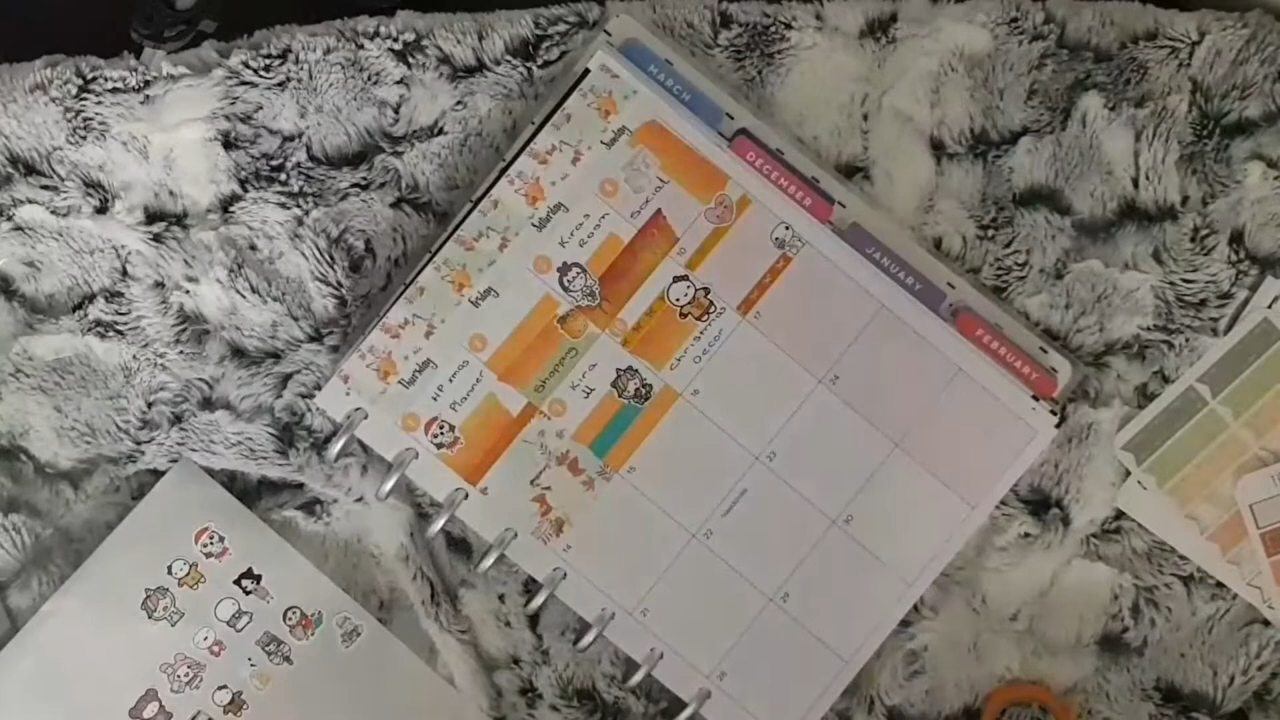 MARCH
DECEMBER
JANUARY
FEBRUARY
Thursday
Friday
Saturday
Sunday
HP xmas
Planner
Shopping
Kiras
Room
Social
Kira
Christmas
Decor
10
14
15
16
17
21
22
23
24
28
29
30